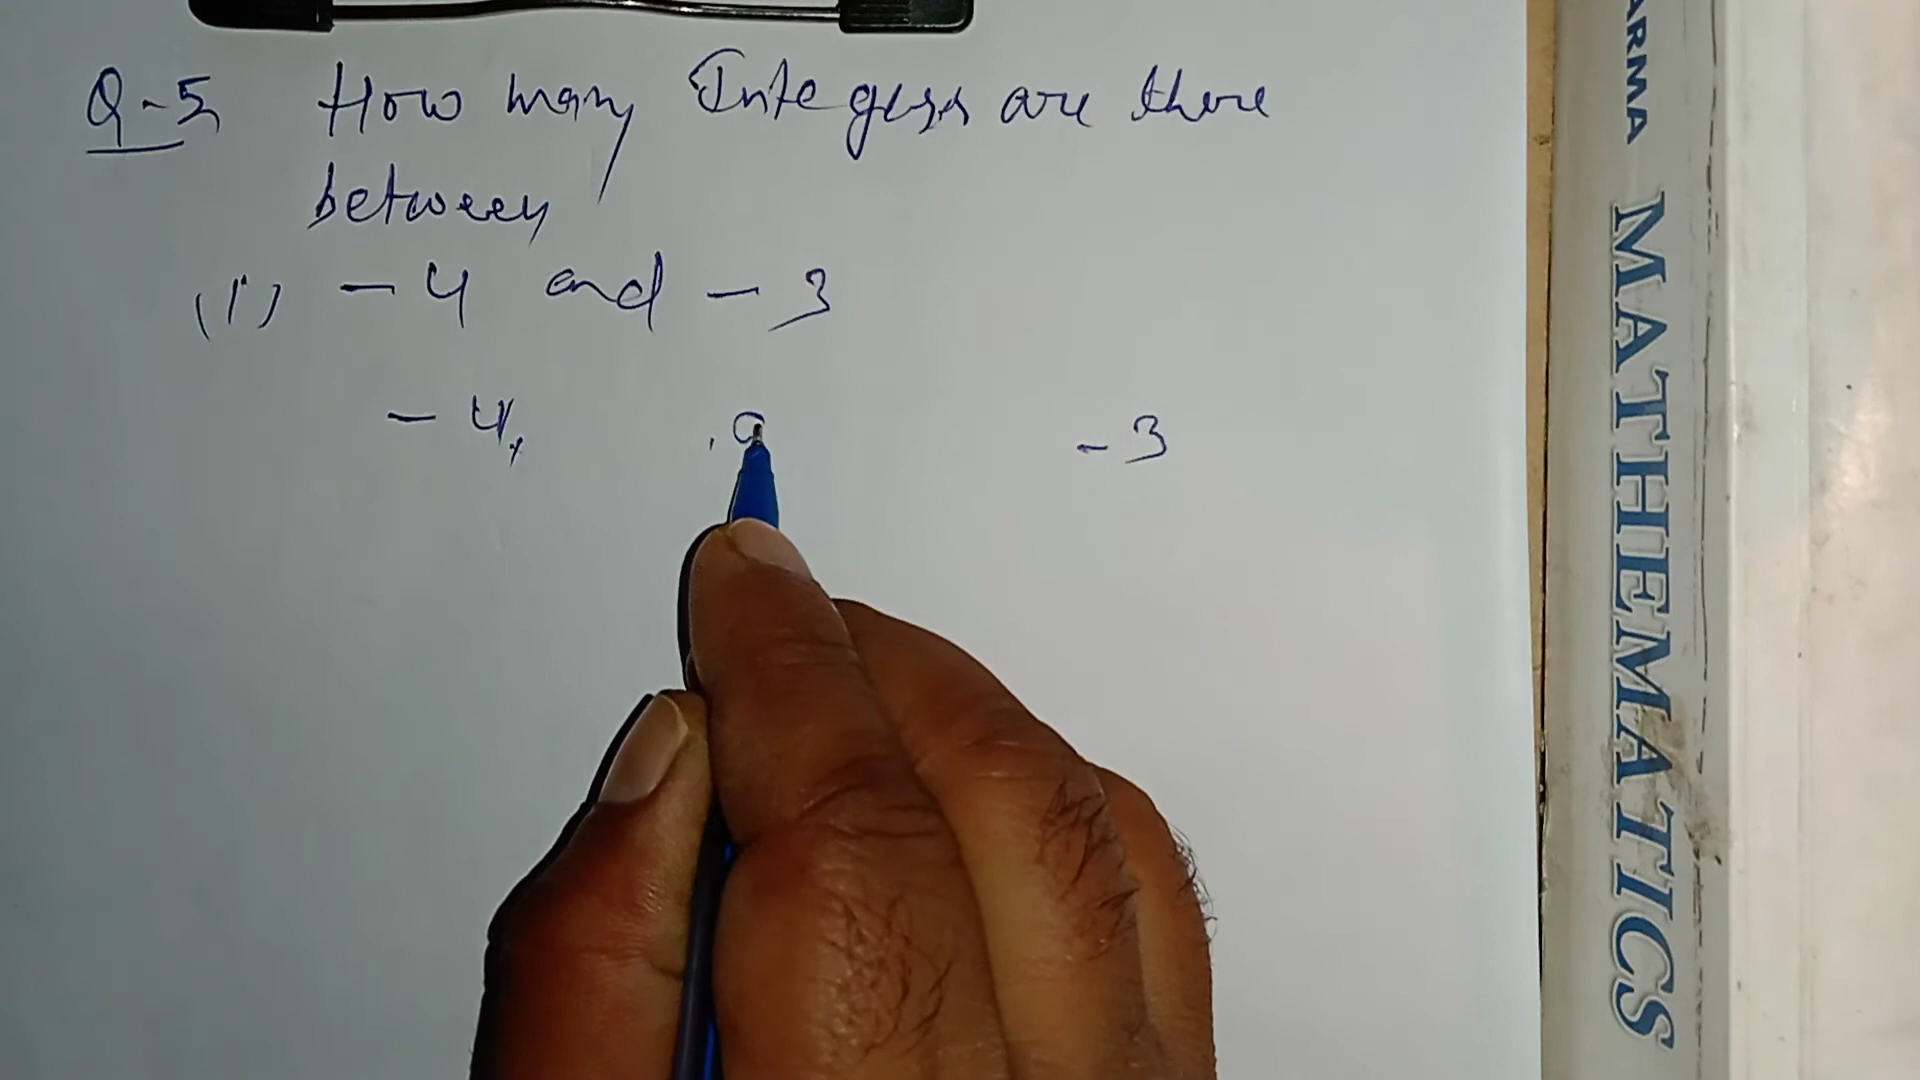 Q-5 How many Integers are there
between
(i) -4 and -3
-4, -3
ARMA MATHEMATICS